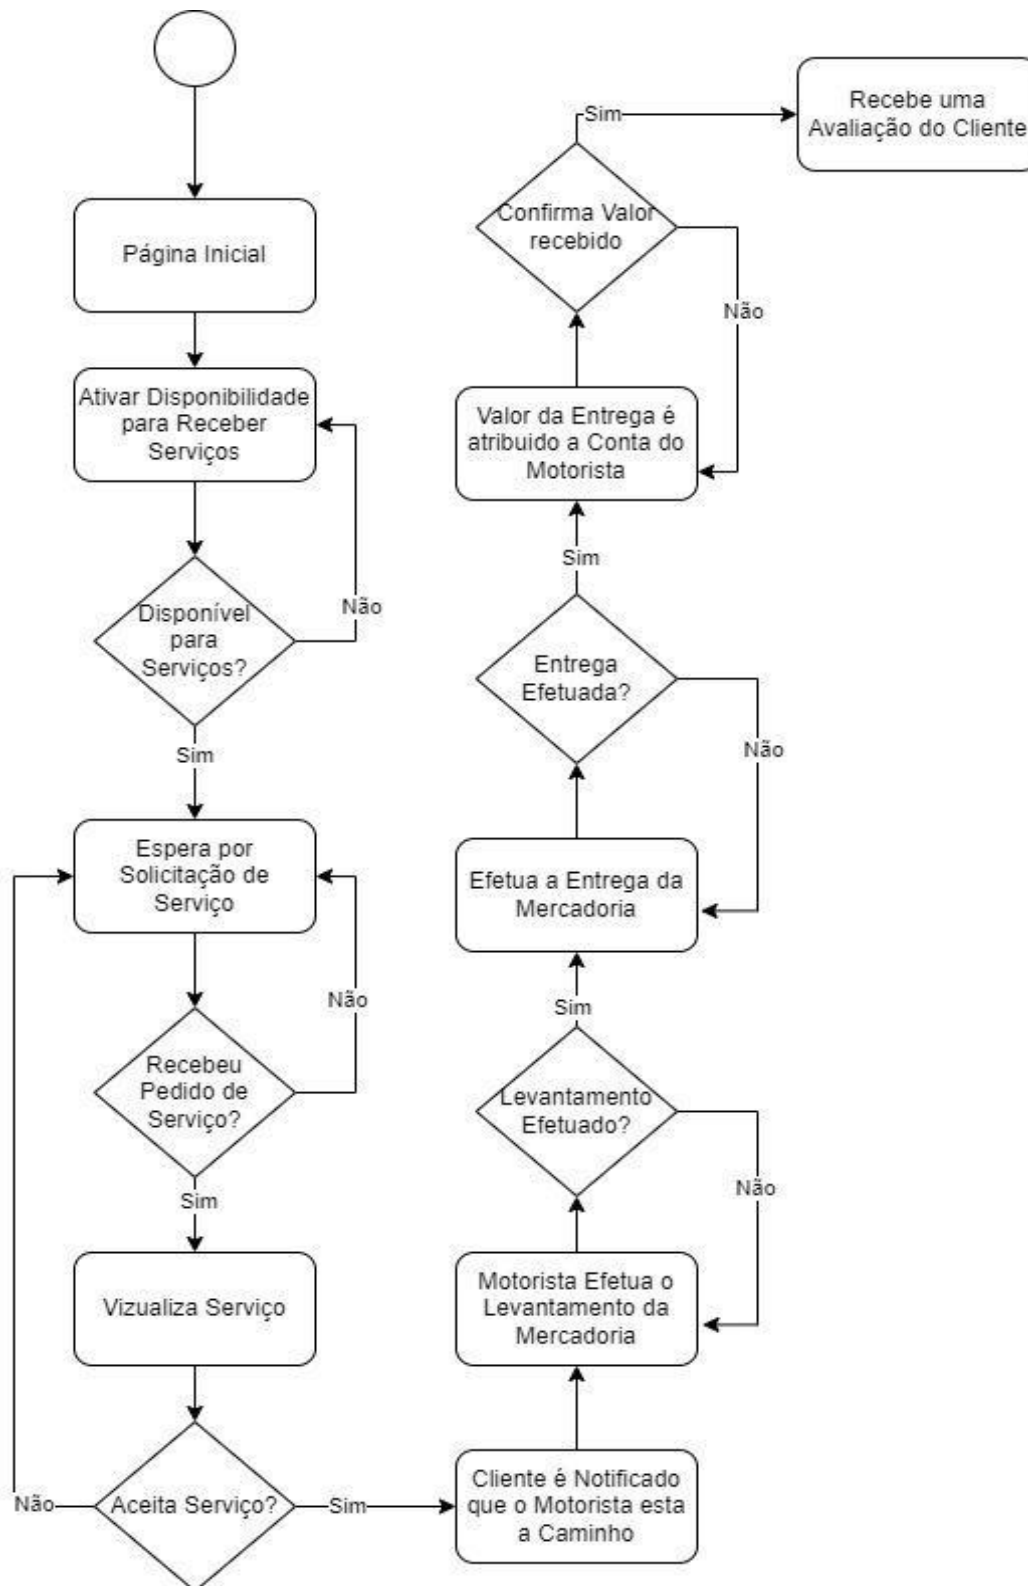 Página Inicial
Ativar Disponibilidade
para Receber
Serviços
Disponível
para
Serviços?
Não
Sim
Espera por
Solicitação de
Serviço
Recebeu
Pedido de
Serviço?
Não
Sim
Vizualiza Serviço
Aceita Serviço?
Não
Sim
Cliente é Notificado
que o Motorista esta
a Caminho
Motorista Efetua o
Levantamento da
Mercadoria
Levantamento
Efetuado?
Não
Sim
Efetua a Entrega da
Mercadoria
Entrega
Efetuada?
Não
Sim
Valor da Entrega é
atribuido a Conta do
Motorista
Confirma Valor
recebido
Não
Sim
Recebe uma
Avaliação do Cliente